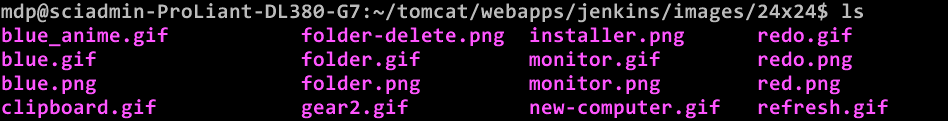 mdp@sciadmin-ProLiant-DL380-G7:~/tomcat/webapps/jenkins/images/24x24$ ls
blue_anime.gif folder-delete.png installer.png redo.gif
blue.gif folder.gif monitor.gif redo.png
blue.png folder.png monitor.png red.png
clipboard.gif gear2.gif new-computer.gif refresh.gif